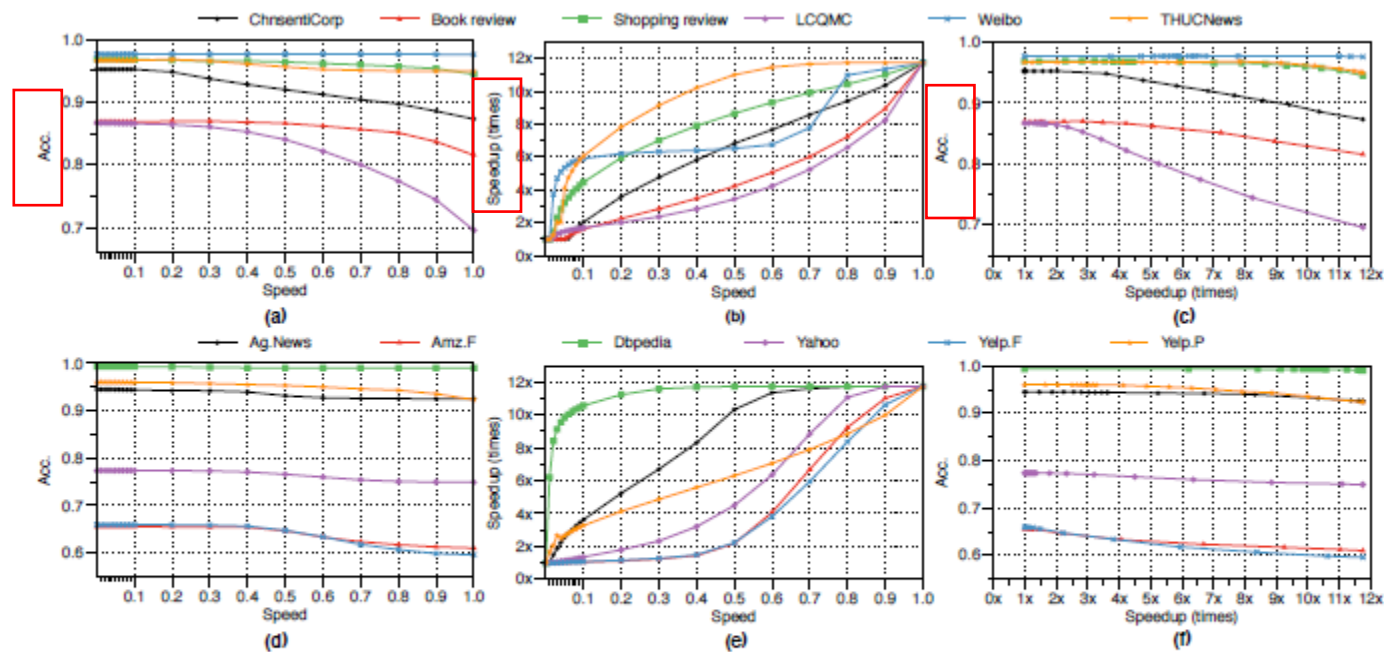 ChnsentiCorp Book review Shopping review LCQMC Weibo THUCNews
1.0
0.9
0.8
0.7
Acc.
0.1 0.2 0.3 0.4 0.5 0.6 0.7 0.8 0.9 1.0
Speed
(a)
12x
10x
8x
6x
4x
2x
0x
Speedup (times)
0.1 0.2 0.3 0.4 0.5 0.6 0.7 0.8 0.9 1.0
Speed
(b)
1.0
0.9
0.8
0.7
Acc.
0x 1x 2x 3x 4x 5x 6x 7x 8x 9x 10x 11x 12x
Speedup (times)
(c)
Ag.News Amz.F Dbpedia Yahoo Yelp.F Yelp.P
1.0
0.9
0.8
0.7
0.6
Acc.
0.1 0.2 0.3 0.4 0.5 0.6 0.7 0.8 0.9 1.0
Speed
(d)
12x
10x
8x
6x
4x
2x
0x
Speedup (times)
0.1 0.2 0.3 0.4 0.5 0.6 0.7 0.8 0.9 1.0
Speed
(e)
1.0
0.9
0.8
0.7
0.6
Acc.
0x 1x 2x 3x 4x 5x 6x 7x 8x 9x 10x 11x 12x
Speedup (times)
(f)